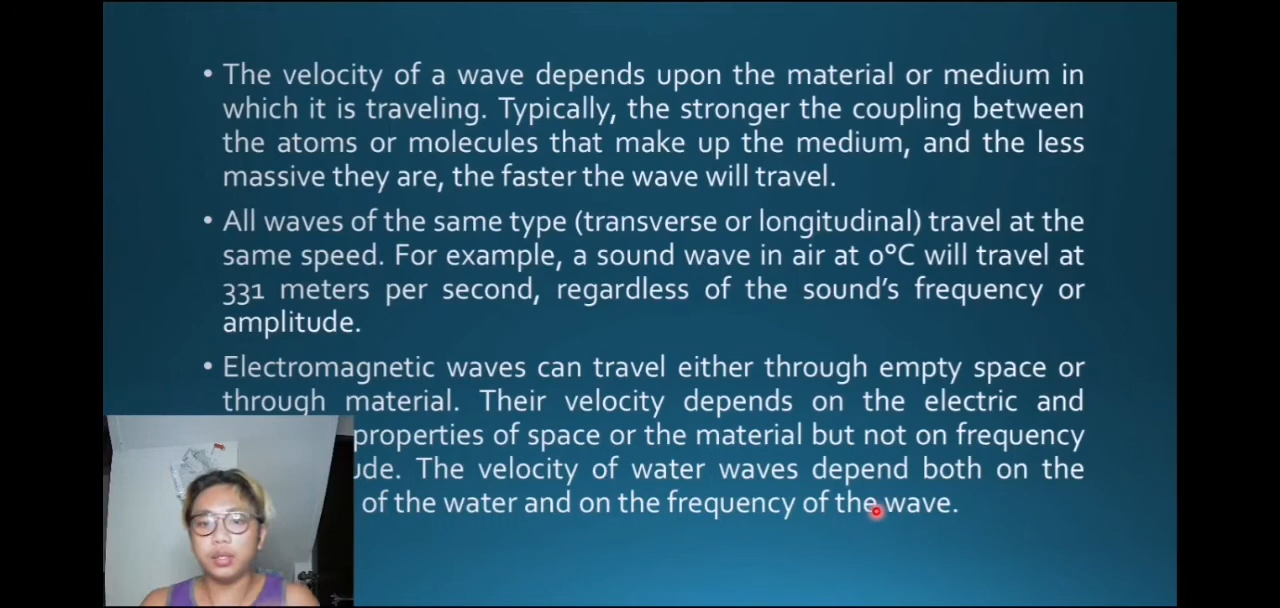 • The velocity of a wave depends upon the material or medium in
which it is traveling. Typically, the stronger the coupling between
the atoms or molecules that make up the medium, and the less
massive they are, the faster the wave will travel.
• All waves of the same type (transverse or longitudinal) travel at the
same speed. For example, a sound wave in air at 0°C will travel at
331 meters per second, regardless of the sound's frequency or
amplitude.
• Electromagnetic waves can travel either through empty space or
through material. Their velocity depends on the electric and
properties of space or the material but not on frequency
The velocity of water waves depend both on the
of the water and on the frequency of the wave.